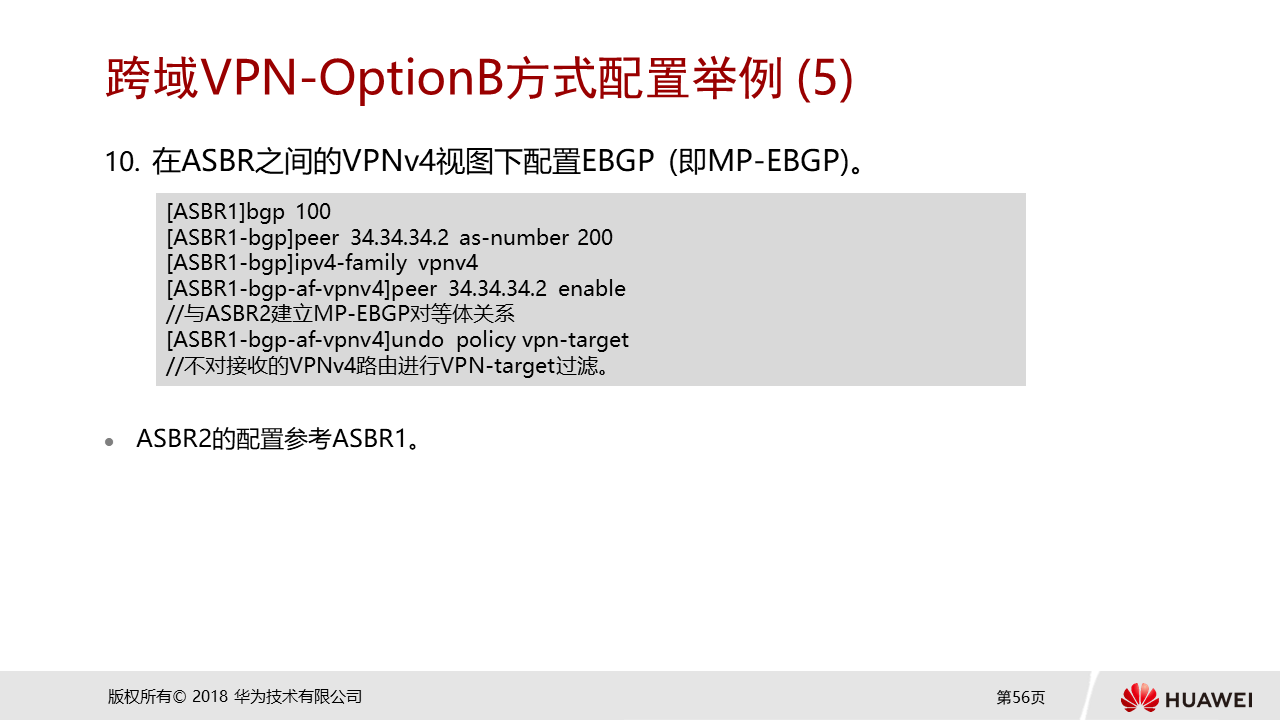 跨域VPN-OptionB方式配置举例 (5)
10. 在ASBR之间的VPNv4视图下配置EBGP (即MP-EBGP)。
[ASBR1]bgp 100
[ASBR1-bgp]peer 34.34.34.2 as-number 200
[ASBR1-bgp]ipv4-family vpnv4
[ASBR1-bgp-af-vpnv4]peer 34.34.34.2 enable
//与ASBR2建立MP-EBGP对等体关系
[ASBR1-bgp-af-vpnv4]undo policy vpn-target
//不对接收的VPNv4路由进行VPN-target过滤。
● ASBR2的配置参考ASBR1。
版权所有© 2018 华为技术有限公司
第56页
HUAWEI